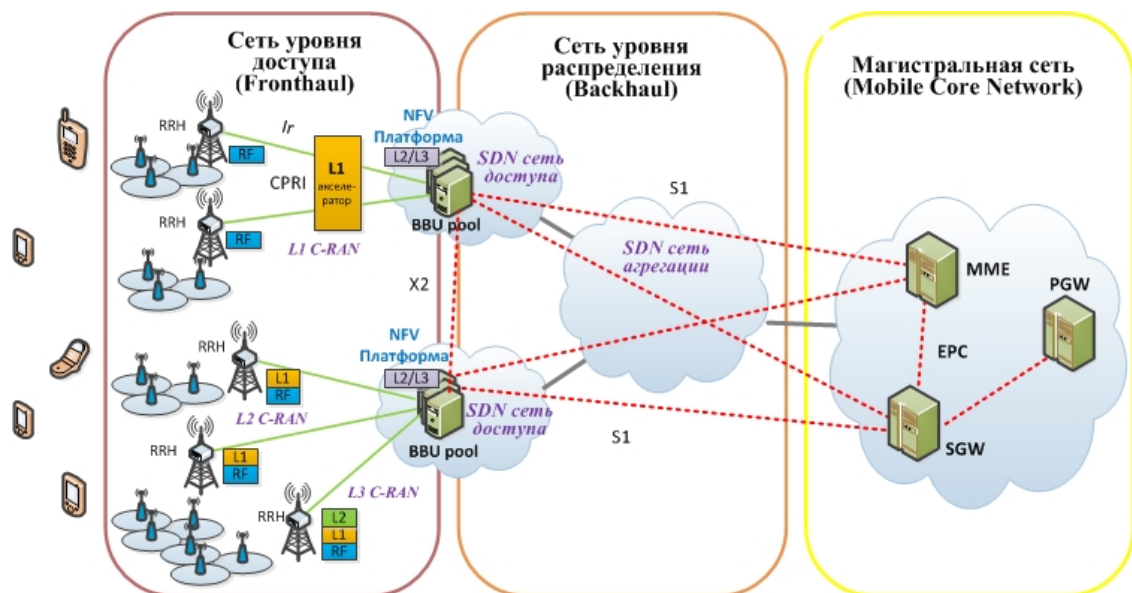 Сеть уровня
доступа
(Fronthaul)
Сеть уровня
распределения
(Backhaul)
Магистральная сеть
(Mobile Core Network)
RRH
Ir
RF
CPRI
L1
акселе-
ратор
NFV
Платформа
L2/L3
SDN сеть
доступа
BBU pool
RRH
RF
L1 C-RAN
S1
SDN сеть
агрегации
MME
PGW
X2
EPC
NFV
Платформа
L2/L3
SDN сеть
доступа
BBU pool
RRH
L1
RF
L2 C-RAN
S1
SGW
RRH
L1
RF
L3 C-RAN
RRH
L2
L1
RF